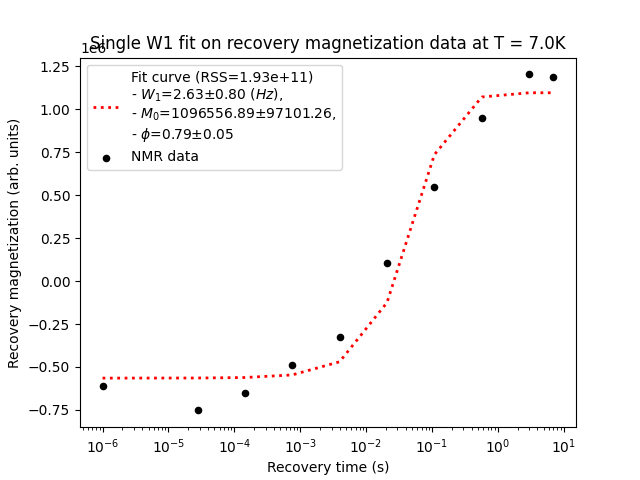 Single W1 fit on recovery magnetization data at T = 7.0K
1e6
Fit curve (RSS=1.93e+11)
- W₁=2.63±0.80 (Hz),
- M₀=1096556.89±97101.26,
- ϕ=0.79±0.05
NMR data
Recovery magnetization (arb. units)
1.25
1.00
0.75
0.50
0.25
0.00
−0.25
−0.50
−0.75
10⁻⁶ 10⁻⁵ 10⁻⁴ 10⁻³ 10⁻² 10⁻¹ 10⁰ 10¹
Recovery time (s)